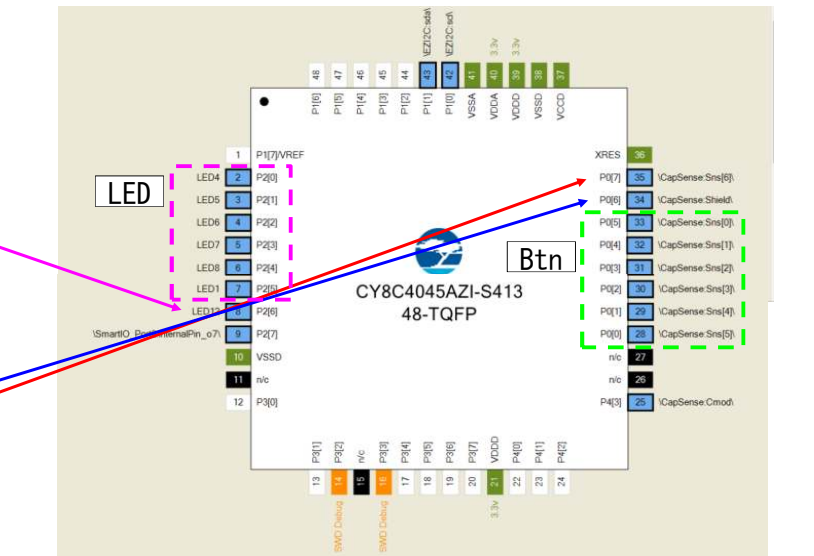 \EZI2C:sda\
\EZI2C:scl\
3.3v
3.3v
48
47
46
45
44
43
42
41
40
39
38
37
P1[6]
P1[5]
P1[4]
P1[3]
P1[2]
P1[1]
P1[0]
VSSA
VDDA
VDDD
VSSD
VCCD
1 P1[7]/VREF
LED
LED4 2 P2[0]
LED5 3 P2[1]
LED6 4 P2[2]
LED7 5 P2[3]
LED8 6 P2[4]
LED1 7 P2[5]
8 P2[6]
9 P2[7]
10 VSSD
11 n/c
12 P3[0]
CY8C4045AZI-S413
48-TQFP
XRES 36
P0[7] 35 \CapSense:Sns[6]\
P0[6] 34 \CapSense:Shield\
Btn
P0[5] 33 \CapSense:Sns[0]\
P0[4] 32 \CapSense:Sns[1]\
P0[3] 31 \CapSense:Sns[2]\
P0[2] 30 \CapSense:Sns[3]\
P0[1] 29 \CapSense:Sns[4]\
P0[0] 28 \CapSense:Sns[5]\
n/c 27
n/c 26
P4[3] 25 \CapSense:Cmod\
P3[1]
P3[2]
n/c
P3[3]
P3[4]
P3[5]
P3[6]
P3[7]
VDDD
P4[0]
P4[1]
P4[2]
13
14
15
16
17
18
19
20
21
22
23
24
SWD Debug
SWD Debug
3.3v